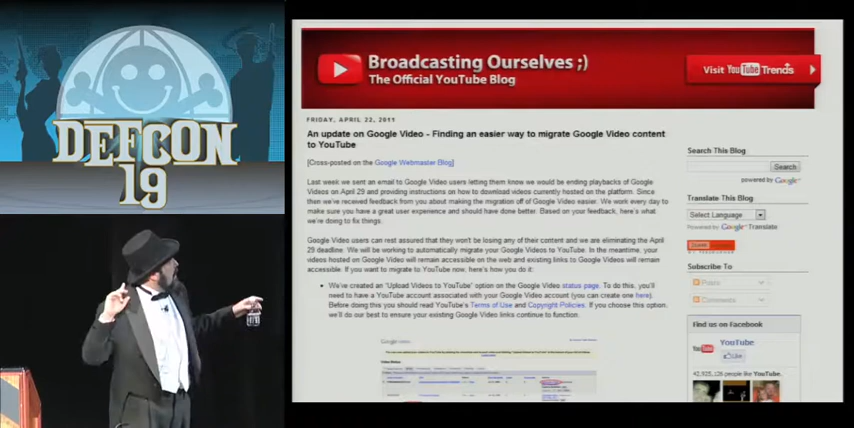 DEFCON
19
Broadcasting Ourselves ;)
The Official YouTube Blog
Visit YouTube Trends
FRIDAY, APRIL 22, 2011
An update on Google Video - Finding an easier way to migrate Google Video content
to YouTube
[Cross-posted on the Google Webmaster Blog]
Last week we sent an email to Google Video users letting them know we would be ending playbacks of Google
Videos on April 29 and providing instructions on how to download videos currently hosted on the platform. Since
then we've received feedback from you about making the migration off of Google Video easier. We work every day to
make sure you have a great user experience and should have done better. Based on your feedback, here's what
we're doing to fix things.
Google Video users can rest assured that they won't be losing any of their content and we are eliminating the April
29 deadline. We will be working to automatically migrate your Google Videos to YouTube. In the meantime, your
videos hosted on Google Video will remain accessible on the web and existing links to Google Videos will remain
accessible. If you want to migrate to YouTube now, here's how you do it:
• We've created an "Upload Videos to YouTube" option on the Google Video status page. To do this, you'll
need to have a YouTube account associated with your Google Video account (you can create one here).
Before doing this you should read YouTube's Terms of Use and Copyright Policies. If you choose this option,
we'll do our best to ensure your existing Google Video links continue to function.
Google videos
Video Status
Search This Blog
Search
powered by Google
Translate This Blog
Select Language
Powered by Google Translate
Subscribe To
Posts
Comments
Find us on Facebook
YouTube
Like
people like YouTube.